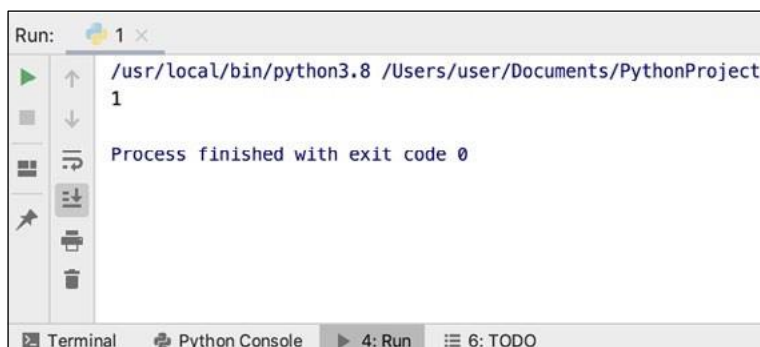 Run: 1
/usr/local/bin/python3.8 /Users/user/Documents/PythonProject
1
Process finished with exit code 0
Terminal Python Console 4: Run 6: TODO